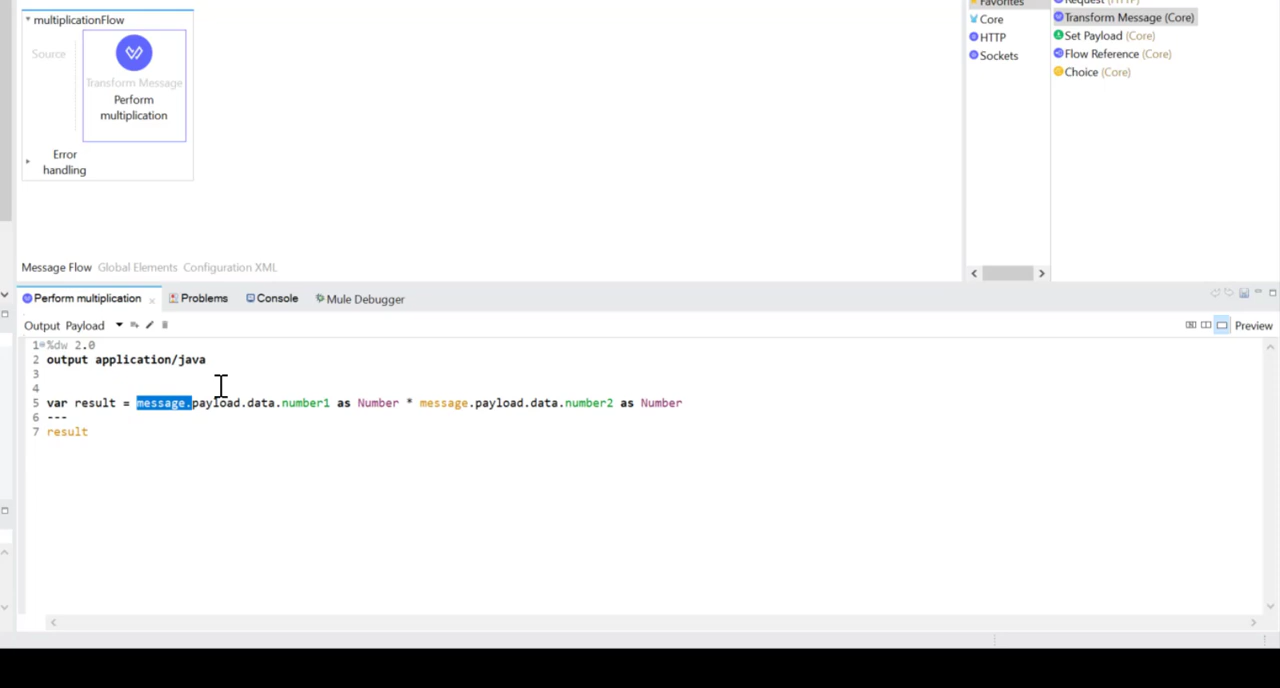 multiplicationFlow
Source
Transform Message
Perform
multiplication
Error
handling
Favorites
Core
HTTP
Sockets
Request (HTTP)
Transform Message (Core)
Set Payload (Core)
Flow Reference (Core)
Choice (Core)
Message Flow Global Elements Configuration XML
Perform multiplication Problems Console Mule Debugger
Output Payload Preview
1 %dw 2.0
2 output application/java
3
4
5 var result = message.payload.data.number1 as Number * message.payload.data.number2 as Number
6 ---
7 result